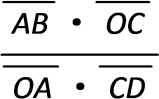 AB • OC
OA • CD